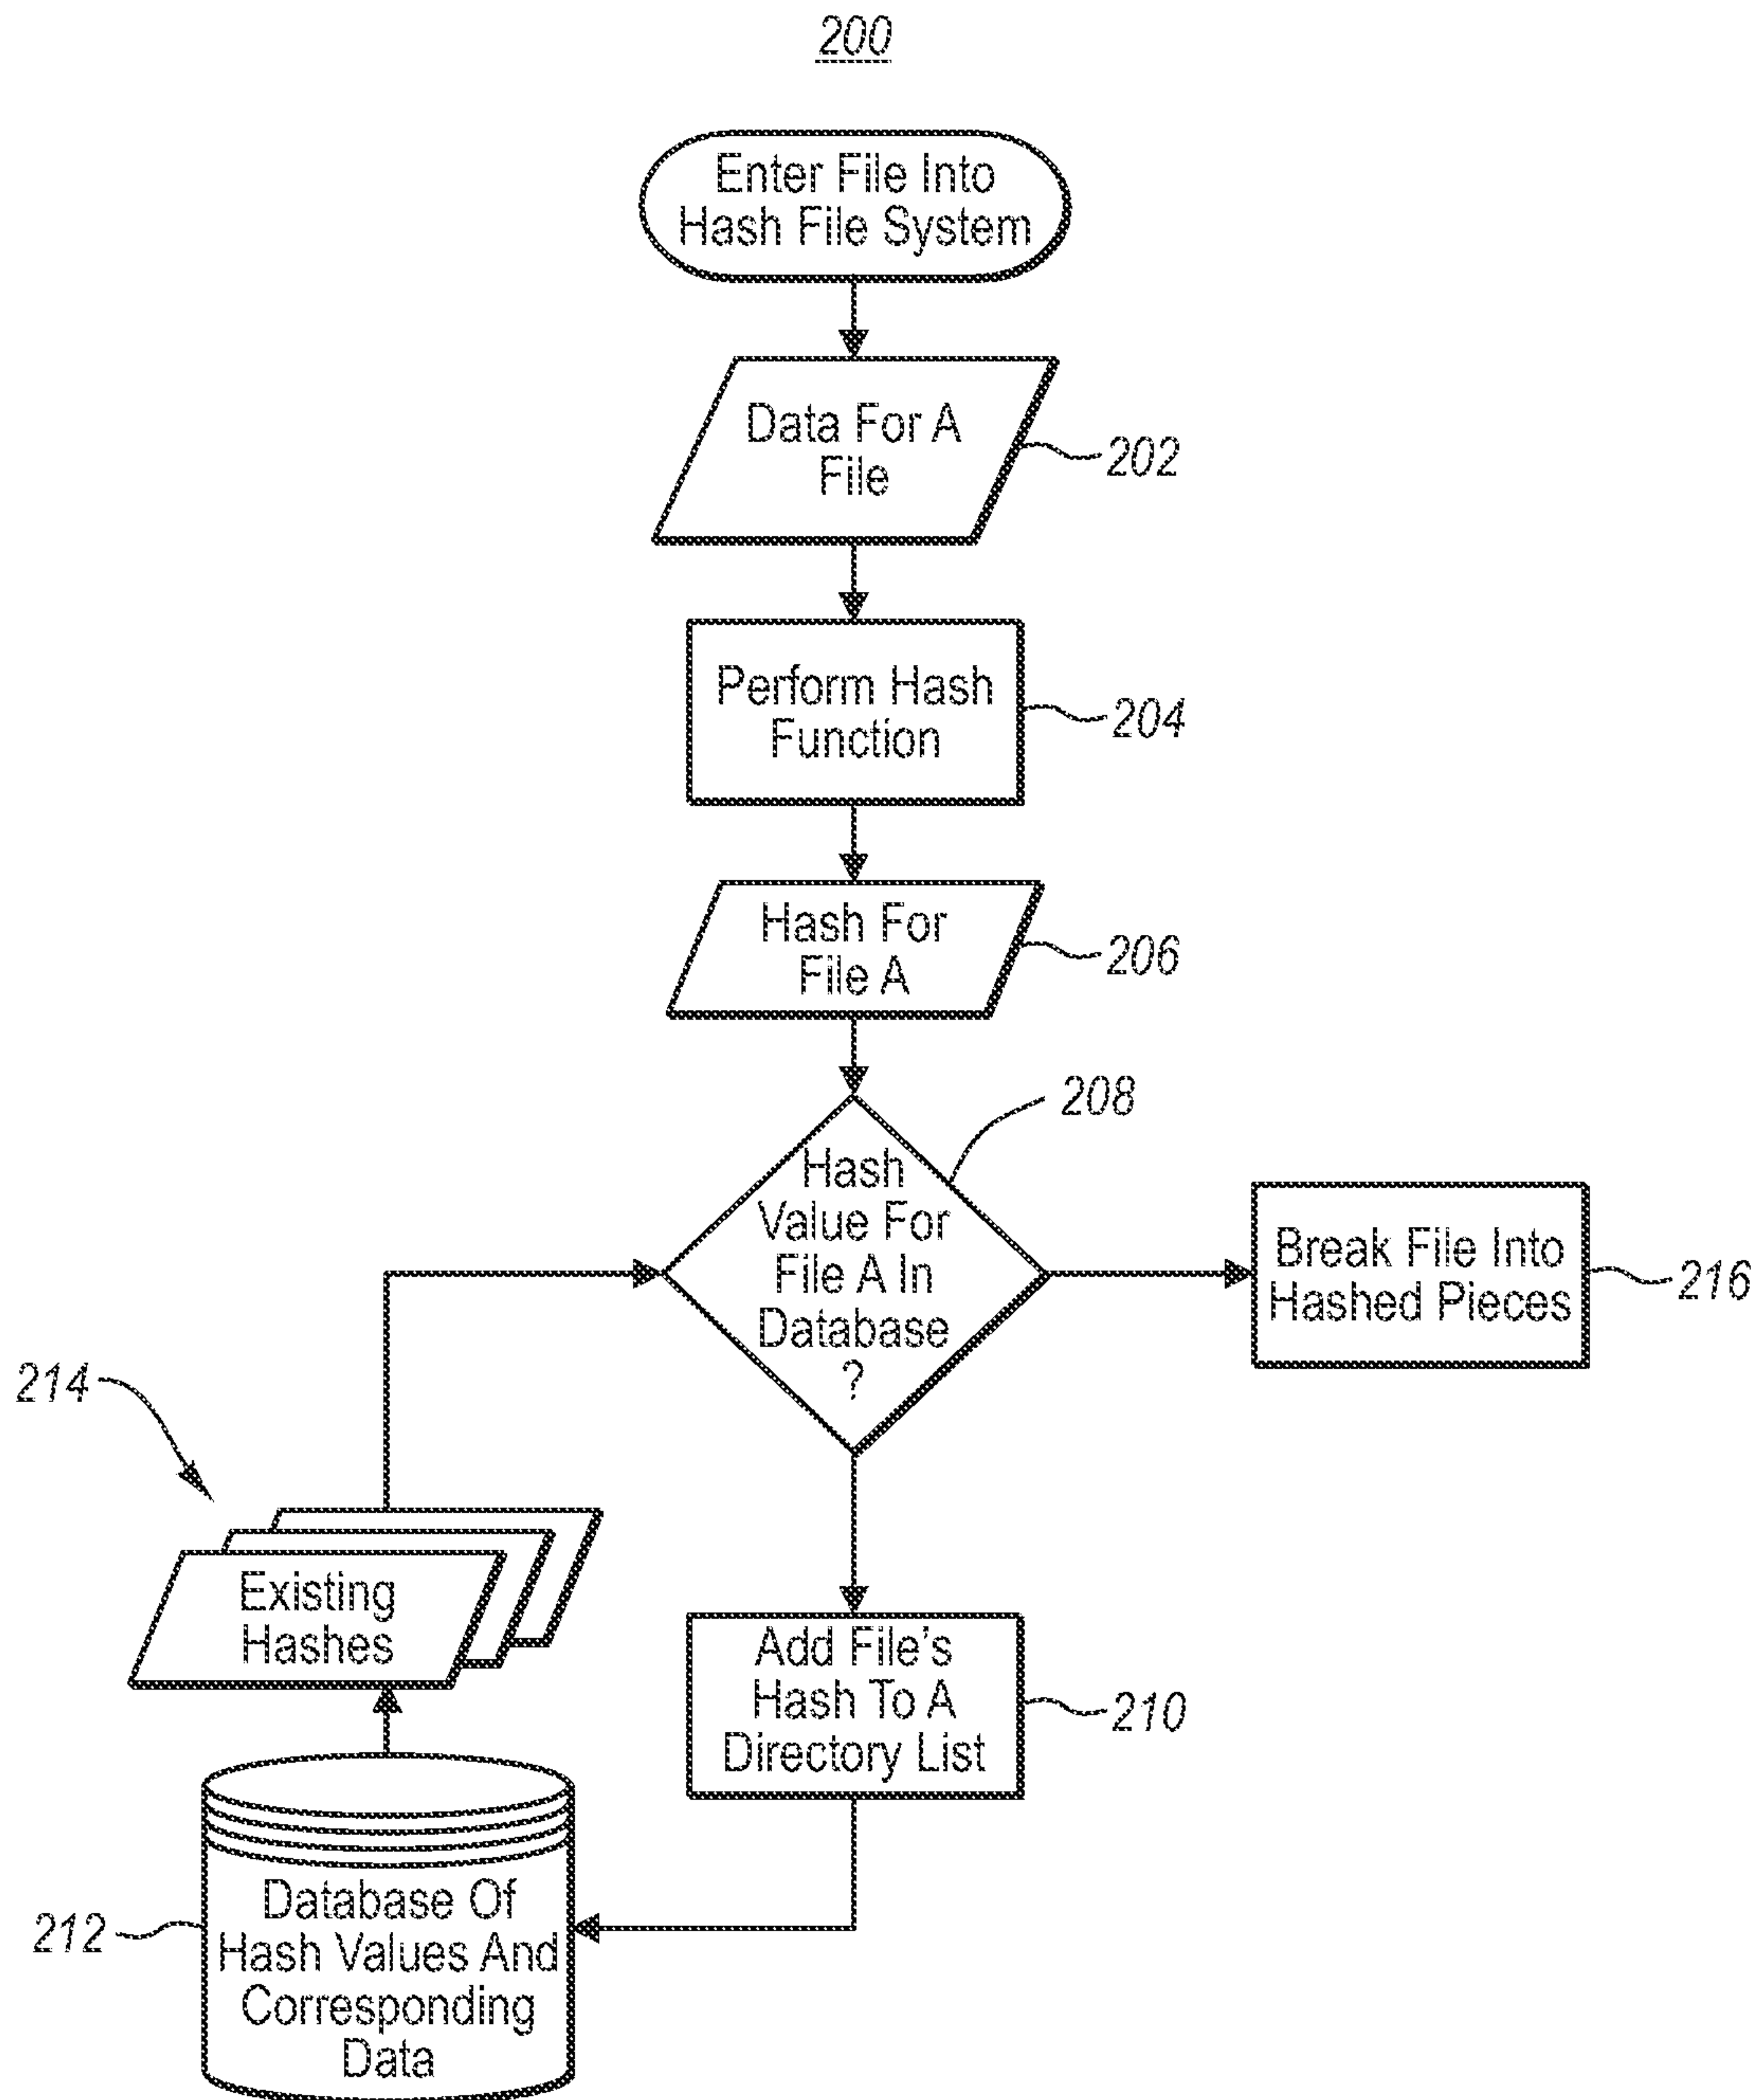 200
Enter File Into
Hash File System
Data For A
File
202
Perform Hash
Function
204
Hash For
File A
206
208
Hash
Value For
File A In
Database
?
Break File Into
Hashed Pieces
216
214
Existing
Hashes
Add File's
Hash To A
Directory List
210
212
Database Of
Hash Values And
Corresponding
Data